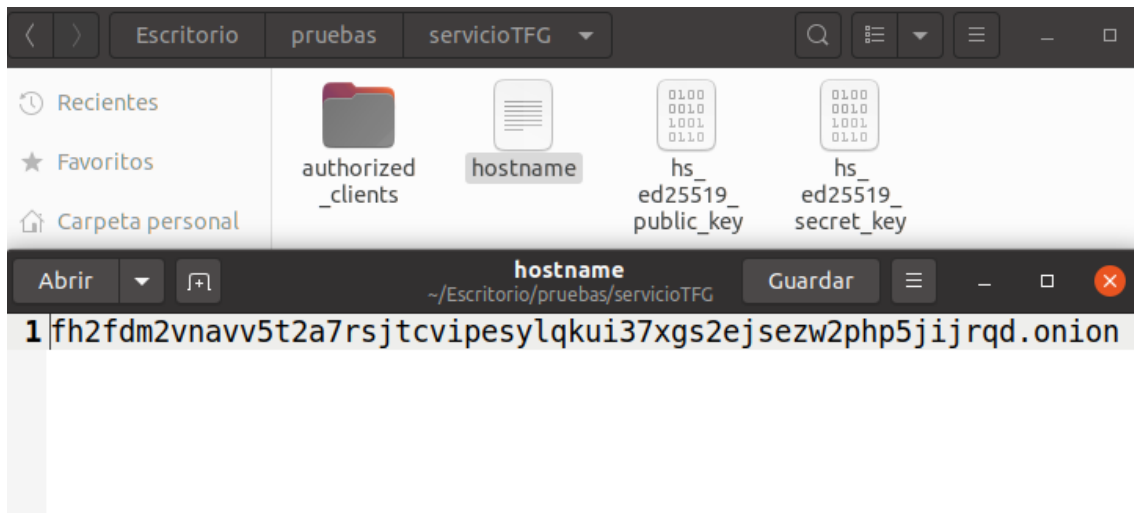 Escritorio
pruebas
servicioTFG
Recientes
Favoritos
Carpeta personal
authorized
_clients
hostname
0100
0010
1001
0110
hs_
ed25519_
public_key
0100
0010
1001
0110
hs_
ed25519_
secret_key
Abrir
hostname
~/Escritorio/pruebas/servicioTFG
Guardar
1 fh2fdm2vnavv5t2a7rsjtcvipesylqkui37xgs2ejsezw2php5jijrqd.onion